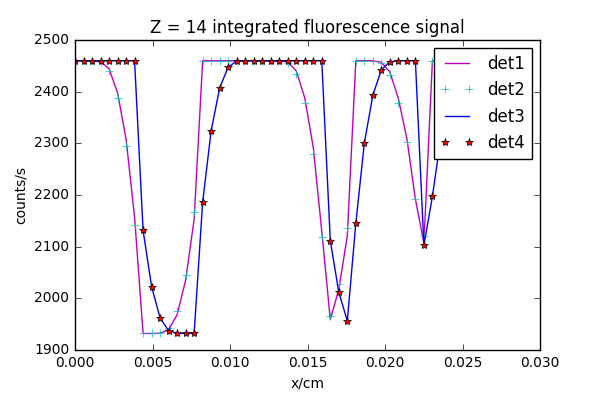 Z = 14 integrated fluorescence signal
2500
2400
2300
2200
2100
2000
1900
counts/s
det1
det2
det3
det4
0.000 0.005 0.010 0.015 0.020 0.025 0.030
x/cm